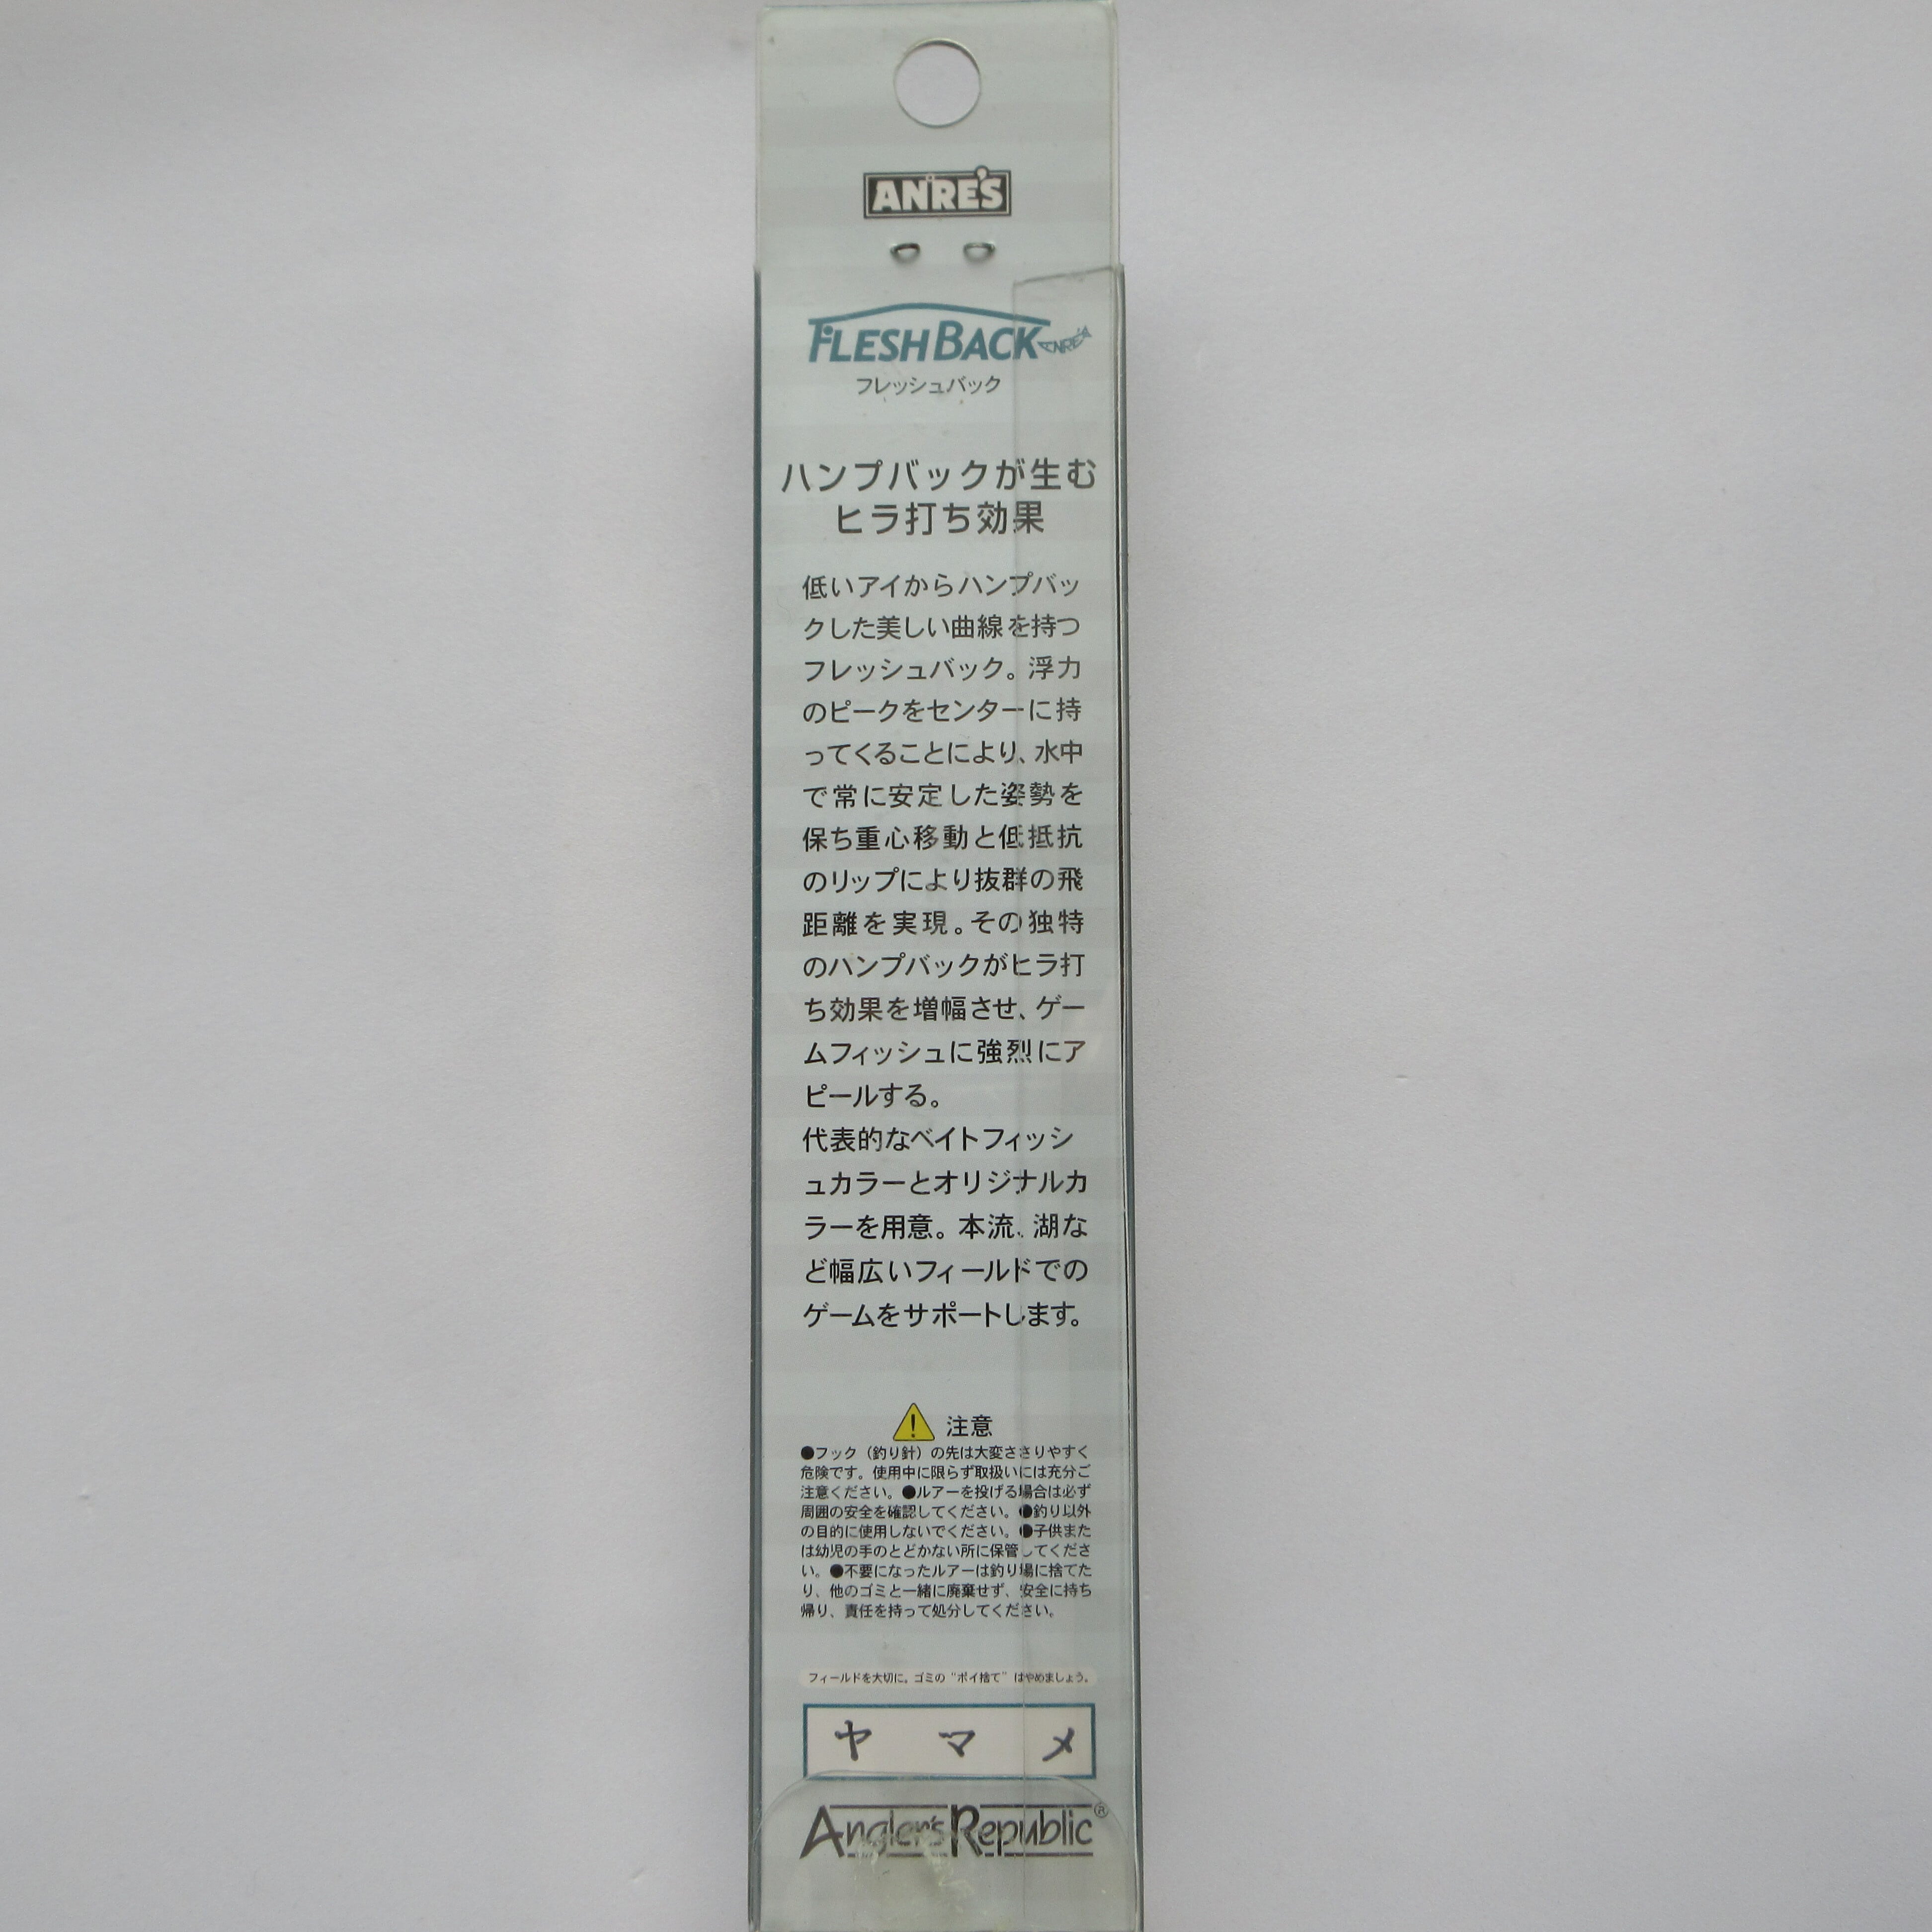 AN'RE'S
FLESH BACK AN'RE'S
フレッシュバック
ハンプバックが生む
ヒラ打ち効果
低いアイからハンプバッ
クした美しい曲線を持つ
フレッシュバック。浮力
のピークをセンターに持
ってくることにより、水中
で常に安定した姿勢を
保ち重心移動と低抵抗
のリップにより抜群の飛
距離を実現。その独特
のハンプバックがヒラ打
ち効果を増幅させ、ゲー
ムフィッシュに強烈にア
ピールする。
代表的なベイトフィッシ
ュカラーとオリジナルカ
ラーを用意。本流、湖な
ど幅広いフィールドでの
ゲームをサポートします。
注意
●フック（釣り針）の先は大変ささりやすく
危険です。使用中に限らず取扱いには充分ご
注意ください。●ルアーを投げる場合は必ず
周囲の安全を確認してください。●釣り以外
の目的に使用しないでください。●子供また
は幼児の手のとどかない所に保管してくださ
い。●不要になったルアーは釣り場に捨てた
り、他のゴミと一緒に廃棄せず、安全に持ち
帰り、責任を持って処分してください。
フィールドを大切に。ゴミの“ポイ捨て”はやめましょう。
ヤ マ メ
Angler's Republic®